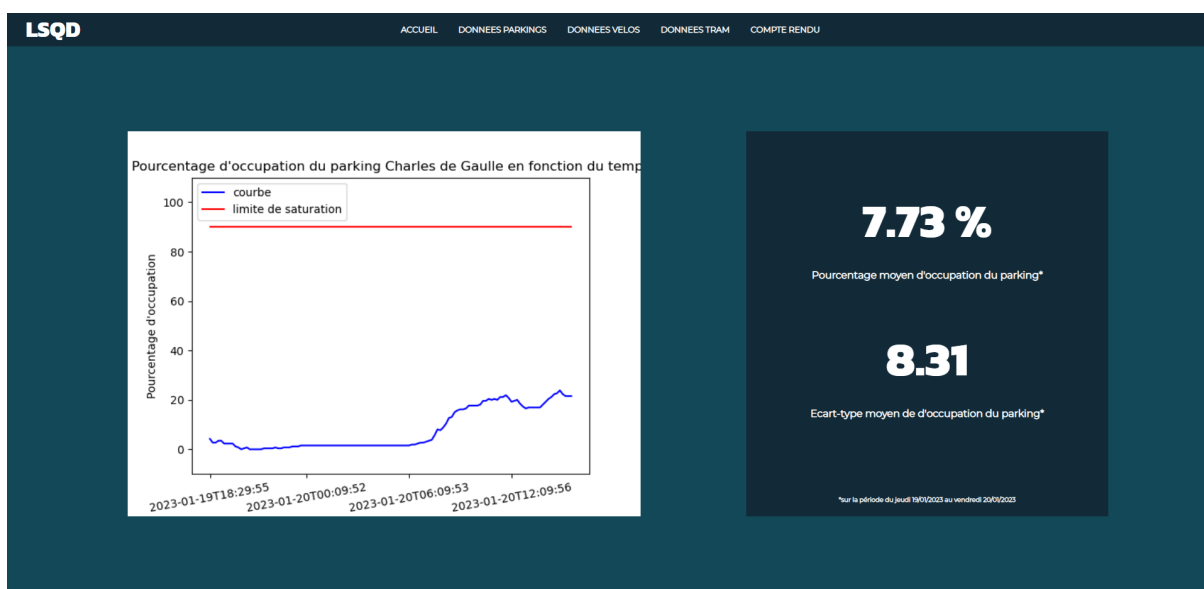 LSQD
ACCUEIL DONNEES PARKINGS DONNEES VELOS DONNEES TRAM COMPTE RENDU
Pourcentage d'occupation du parking Charles de Gaulle en fonction du temp
courbe
limite de saturation
100
80
60
40
20
0
Pourcentage d'occupation
2023-01-19T18:29:55
2023-01-20T00:09:52
2023-01-20T06:09:53
2023-01-20T12:09:56
7.73 %
Pourcentage moyen d'occupation du parking*
8.31
Ecart-type moyen de d'occupation du parking*
*sur la période du jeudi 19/01/2023 au vendredi 20/01/2023